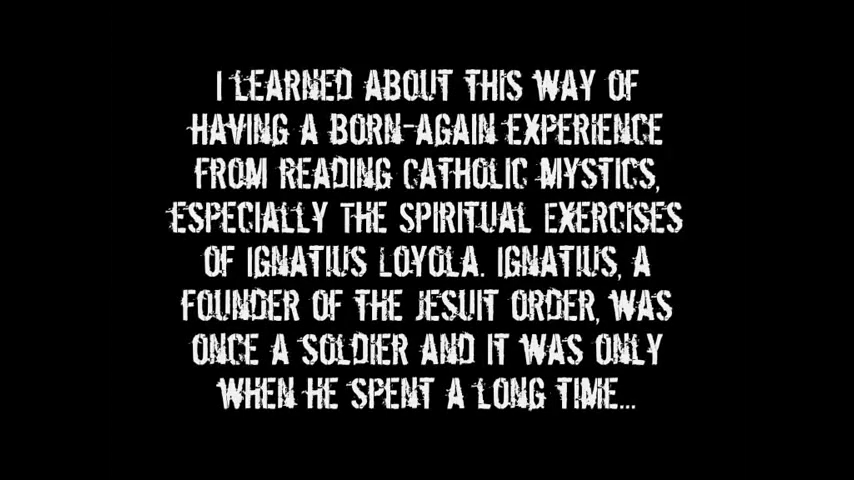 I LEARNED ABOUT THIS WAY OF
HAVING A BORN-AGAIN EXPERIENCE
FROM READING CATHOLIC MYSTICS,
ESPECIALLY THE SPIRITUAL EXERCISES
OF IGNATIUS LOYOLA. IGNATIUS, A
FOUNDER OF THE JESUIT ORDER, WAS
ONCE A SOLDIER AND IT WAS ONLY
WHEN HE SPENT A LONG TIME...